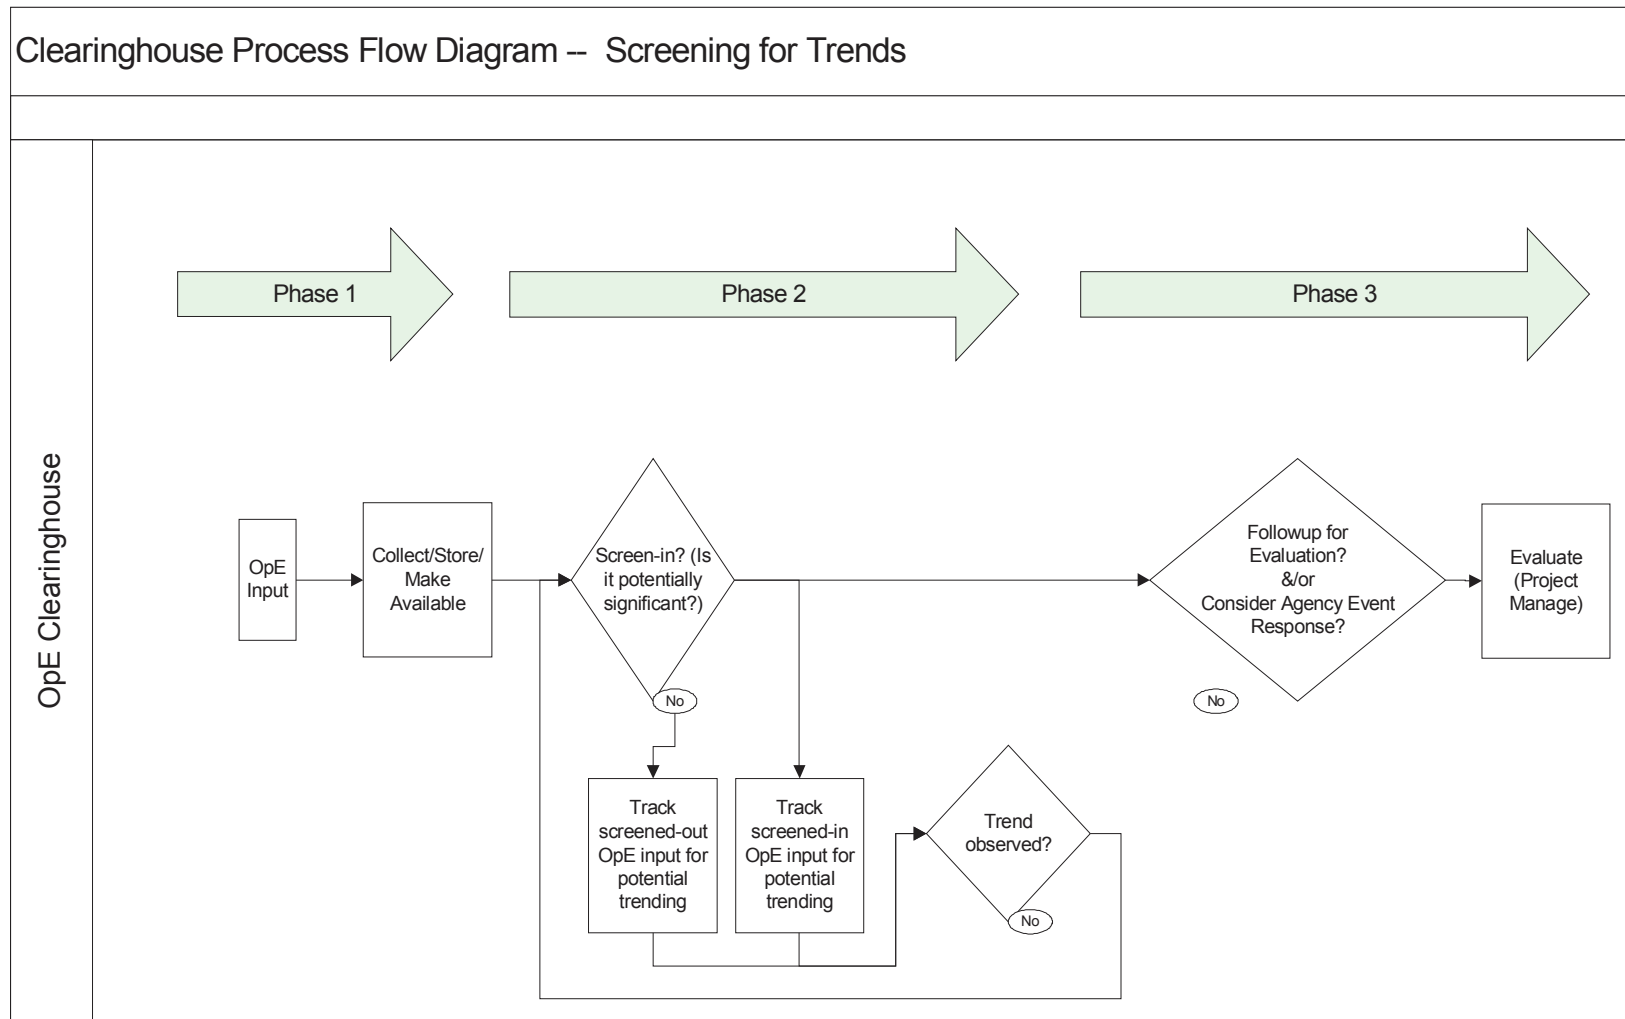 Clearinghouse Process Flow Diagram -- Screening for Trends
Phase 1
Phase 2
Phase 3
OpE Clearinghouse
OpE
Input
Collect/Store/
Make
Available
Screen-in? (Is
it potentially
significant?)
No
Followup for
Evaluation?
&/or
Consider Agency Event
Response?
No
Evaluate
(Project
Manage)
Track
screened-out
OpE input for
potential
trending
Track
screened-in
OpE input for
potential
trending
Trend
observed?
No